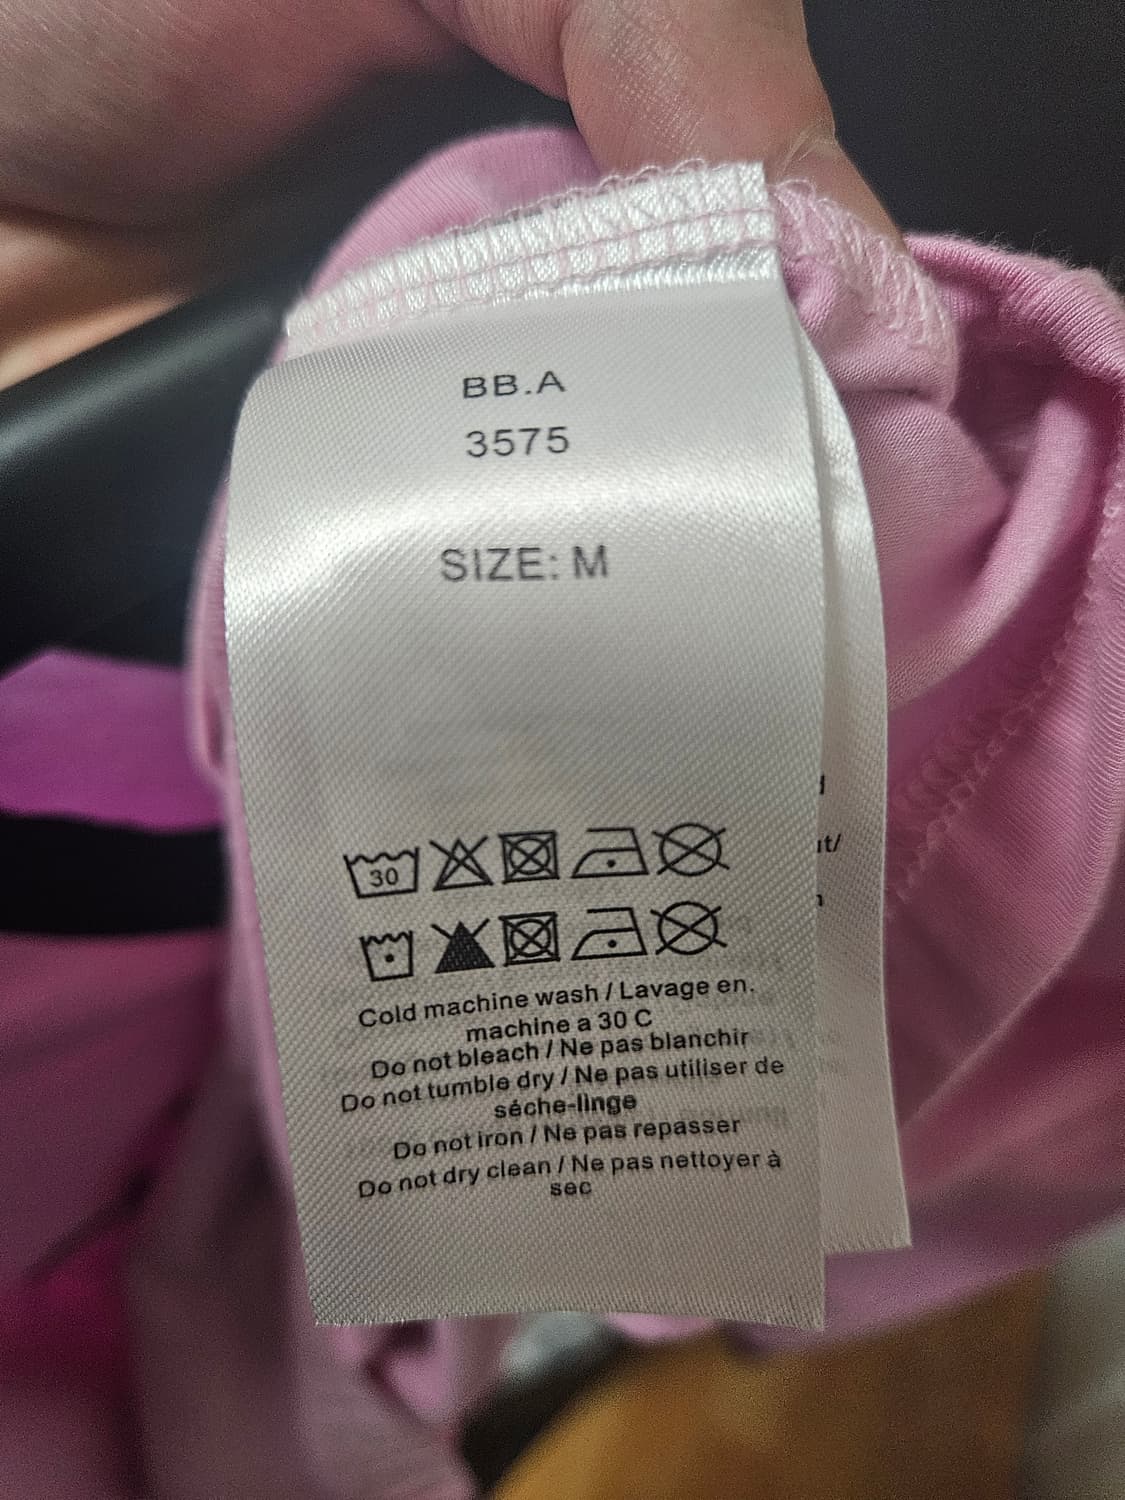 BB.A
3575
SIZE: M
30
Cold machine wash / Lavage en.
machine a 30 C
Do not bleach / Ne pas blanchir
Do not tumble dry / Ne pas utiliser de
séche-linge
Do not iron / Ne pas repasser
Do not dry clean / Ne pas nettoyer à
sec